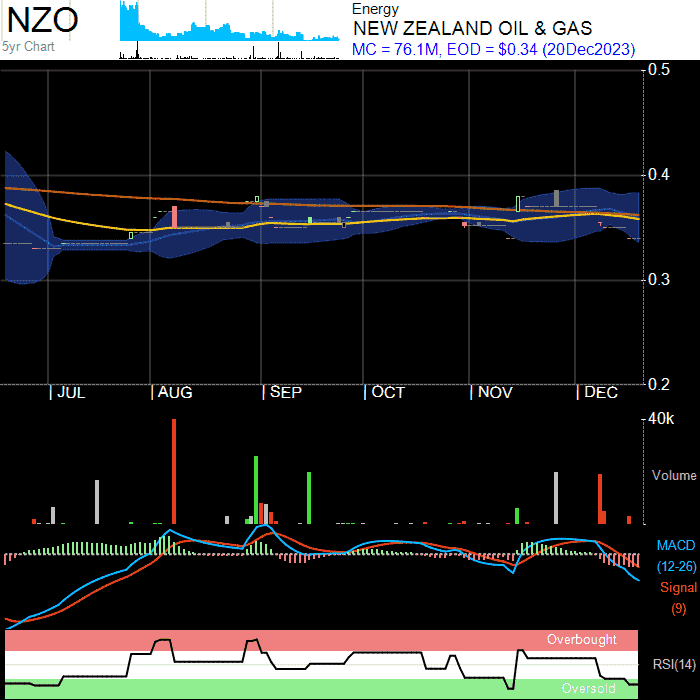 NZO
5yr Chart
Energy
NEW ZEALAND OIL & GAS
MC = 76.1M, EOD = $0.34 (20Dec2023)
0.5
0.4
0.3
0.2
| JUL | AUG | SEP | OCT | NOV | DEC
40k
Volume
MACD
(12-26)
Signal
(9)
Overbought
RSI(14)
Oversold